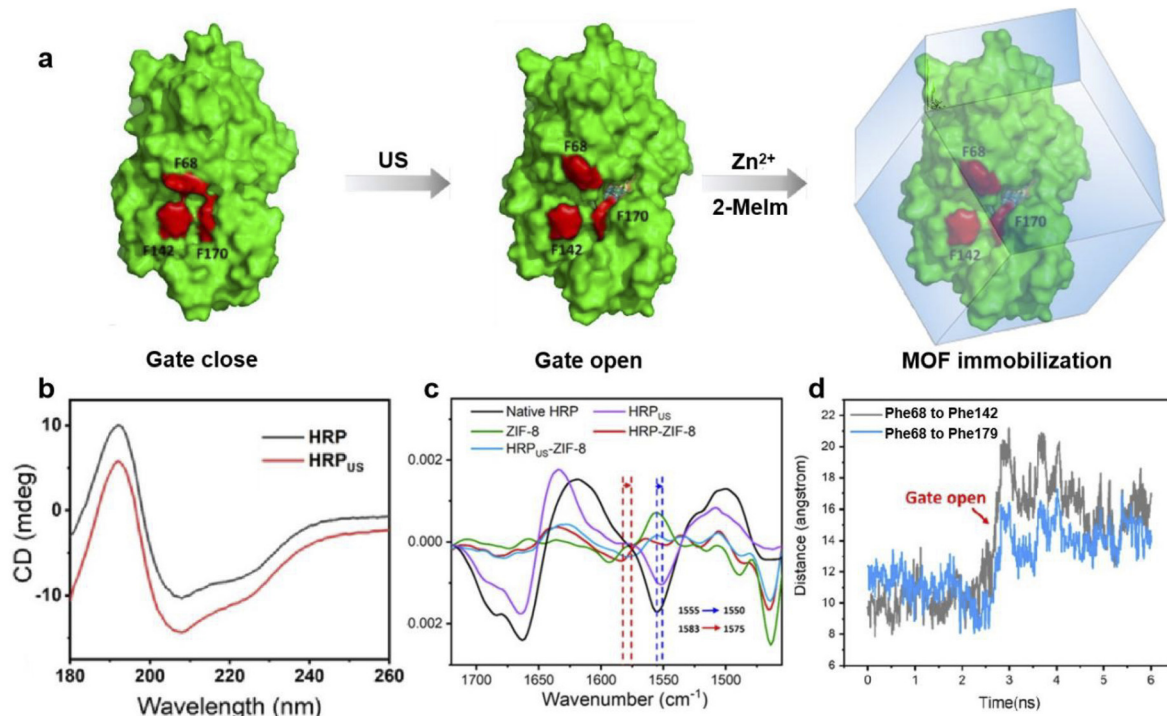 a
F68
F142
F170
US
F68
F142
F170
Zn²⁺
2-MeIm
F68
F142
F170
Gate close
Gate open
MOF immobilization
b
CD (mdeg)
10
0
-10
HRP
HRP_US
180 200 220 240 260
Wavelength (nm)
c
Native HRP HRP_US
ZIF-8 HRP-ZIF-8
HRP_US-ZIF-8
0.002
0.000
0.002
1555 → 1550
1583 → 1575
1700 1650 1600 1550 1500
Wavenumber (cm⁻¹)
d
Distance (angstrom)
22
20
18
16
14
12
10
8
6
Phe68 to Phe142
Phe68 to Phe179
Gate open
0 1 2 3 4 5 6
Time(ns)